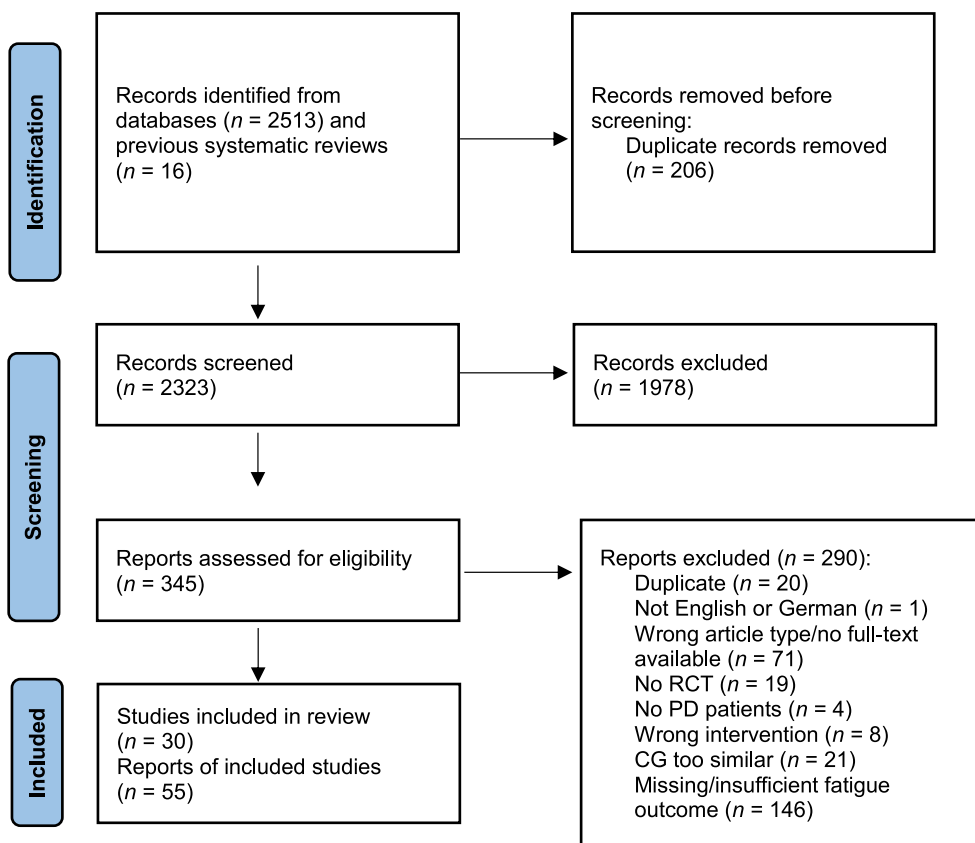 Identification
Records identified from
databases (n = 2513) and
previous systematic reviews
(n = 16)
Records removed before
screening:
Duplicate records removed
(n = 206)
Screening
Records screened
(n = 2323)
Records excluded
(n = 1978)
Reports assessed for eligibility
(n = 345)
Reports excluded (n = 290):
Duplicate (n = 20)
Not English or German (n = 1)
Wrong article type/no full-text
available (n = 71)
No RCT (n = 19)
No PD patients (n = 4)
Wrong intervention (n = 8)
CG too similar (n = 21)
Missing/insufficient fatigue
outcome (n = 146)
Included
Studies included in review
(n = 30)
Reports of included studies
(n = 55)